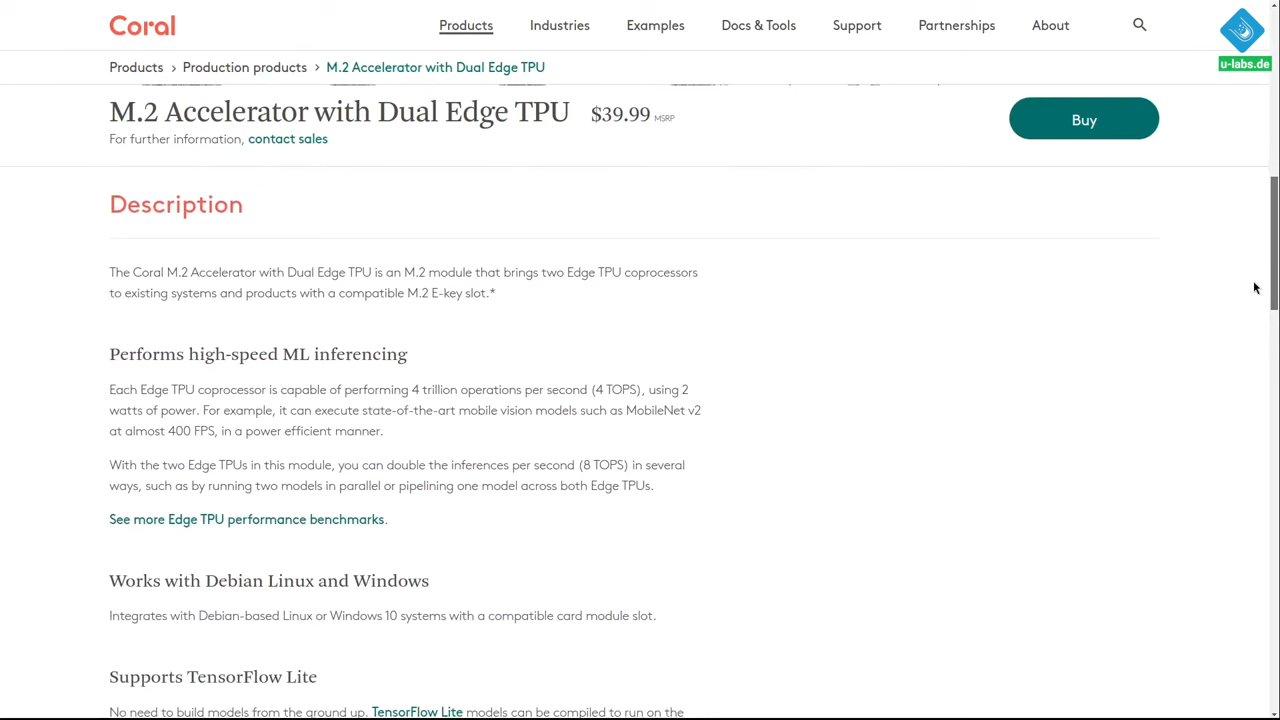 Coral
Products Industries Examples Docs & Tools Support Partnerships About
u-labs.de
Products > Production products > M.2 Accelerator with Dual Edge TPU
M.2 Accelerator with Dual Edge TPU $39.99 MSRP
Buy
For further information, contact sales
Description
The Coral M.2 Accelerator with Dual Edge TPU is an M.2 module that brings two Edge TPU coprocessors
to existing systems and products with a compatible M.2 E-key slot.*
Performs high-speed ML inferencing
Each Edge TPU coprocessor is capable of performing 4 trillion operations per second (4 TOPS), using 2
watts of power. For example, it can execute state-of-the-art mobile vision models such as MobileNet v2
at almost 400 FPS, in a power efficient manner.
With the two Edge TPUs in this module, you can double the inferences per second (8 TOPS) in several
ways, such as by running two models in parallel or pipelining one model across both Edge TPUs.
See more Edge TPU performance benchmarks.
Works with Debian Linux and Windows
Integrates with Debian-based Linux or Windows 10 systems with a compatible card module slot.
Supports TensorFlow Lite
No need to build models from the ground up. TensorFlow Lite models can be compiled to run on the